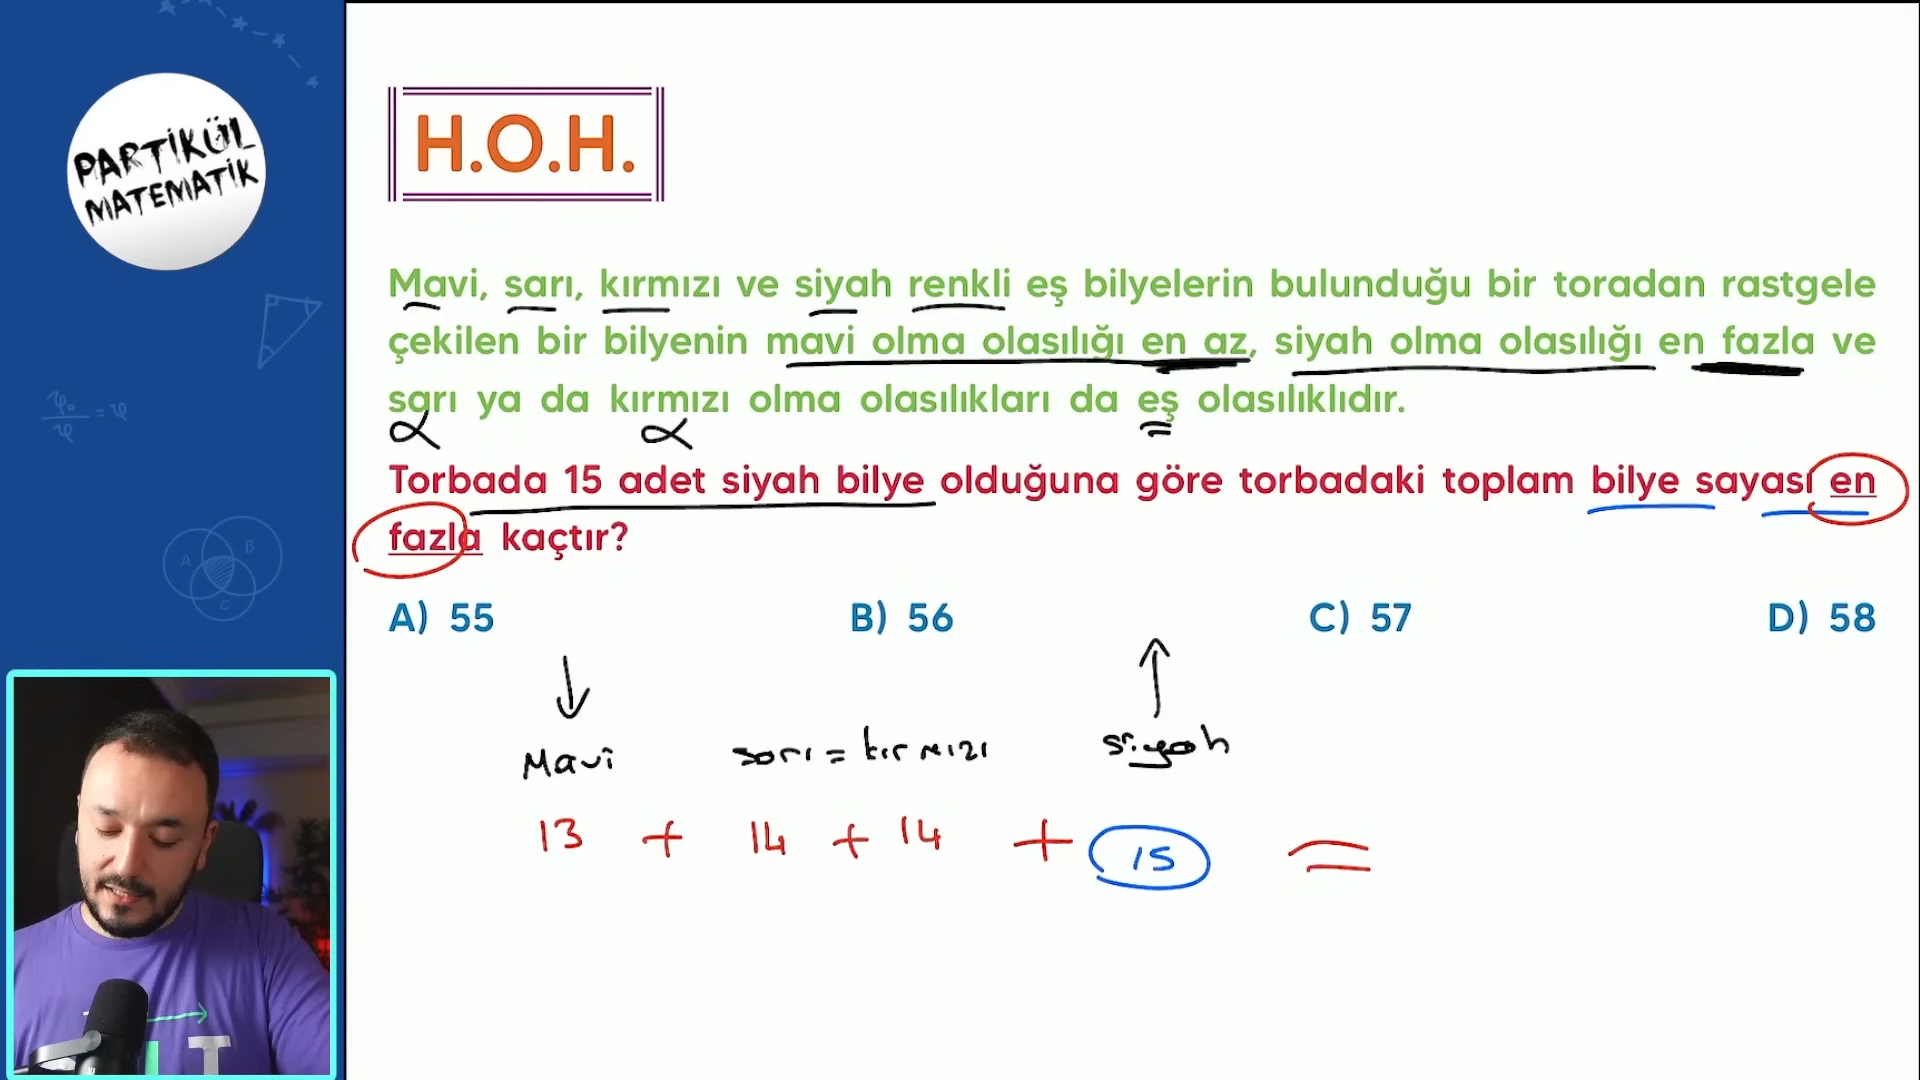 PARTİKÜL
MATEMATİK
H.O.H.
Mavi, sarı, kırmızı ve siyah renkli eş bilyelerin bulunduğu bir toradan rastgele
çekilen bir bilyenin mavi olma olasılığı en az, siyah olma olasılığı en fazla ve
sarı ya da kırmızı olma olasılıkları da eş olasılıklıdır.
α α
Torbada 15 adet siyah bilye olduğuna göre torbadaki toplam bilye sayası en
fazla kaçtır?
A) 55 B) 56 C) 57 D) 58
Mavi sarı = kırmızı siyah
13 + 14 + 14 + 15 =
A B
C